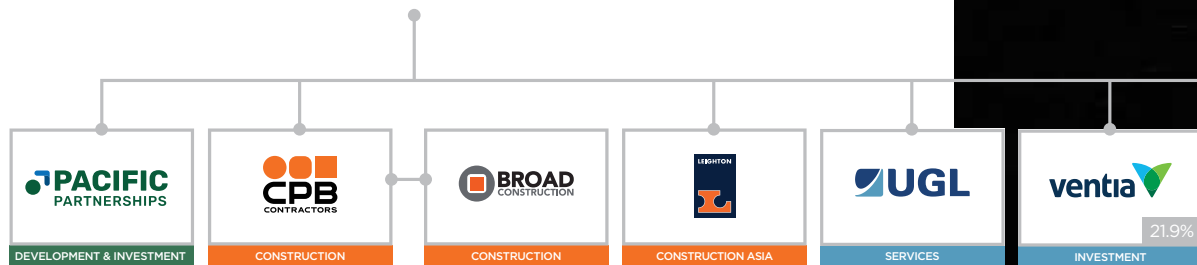 PACIFIC
PARTNERSHIPS
DEVELOPMENT & INVESTMENT
CPB
CONTRACTORS
CONSTRUCTION
BROAD
CONSTRUCTION
CONSTRUCTION
LEIGHTON
L
CONSTRUCTION ASIA
UGL
SERVICES
ventia
21.9%
INVESTMENT